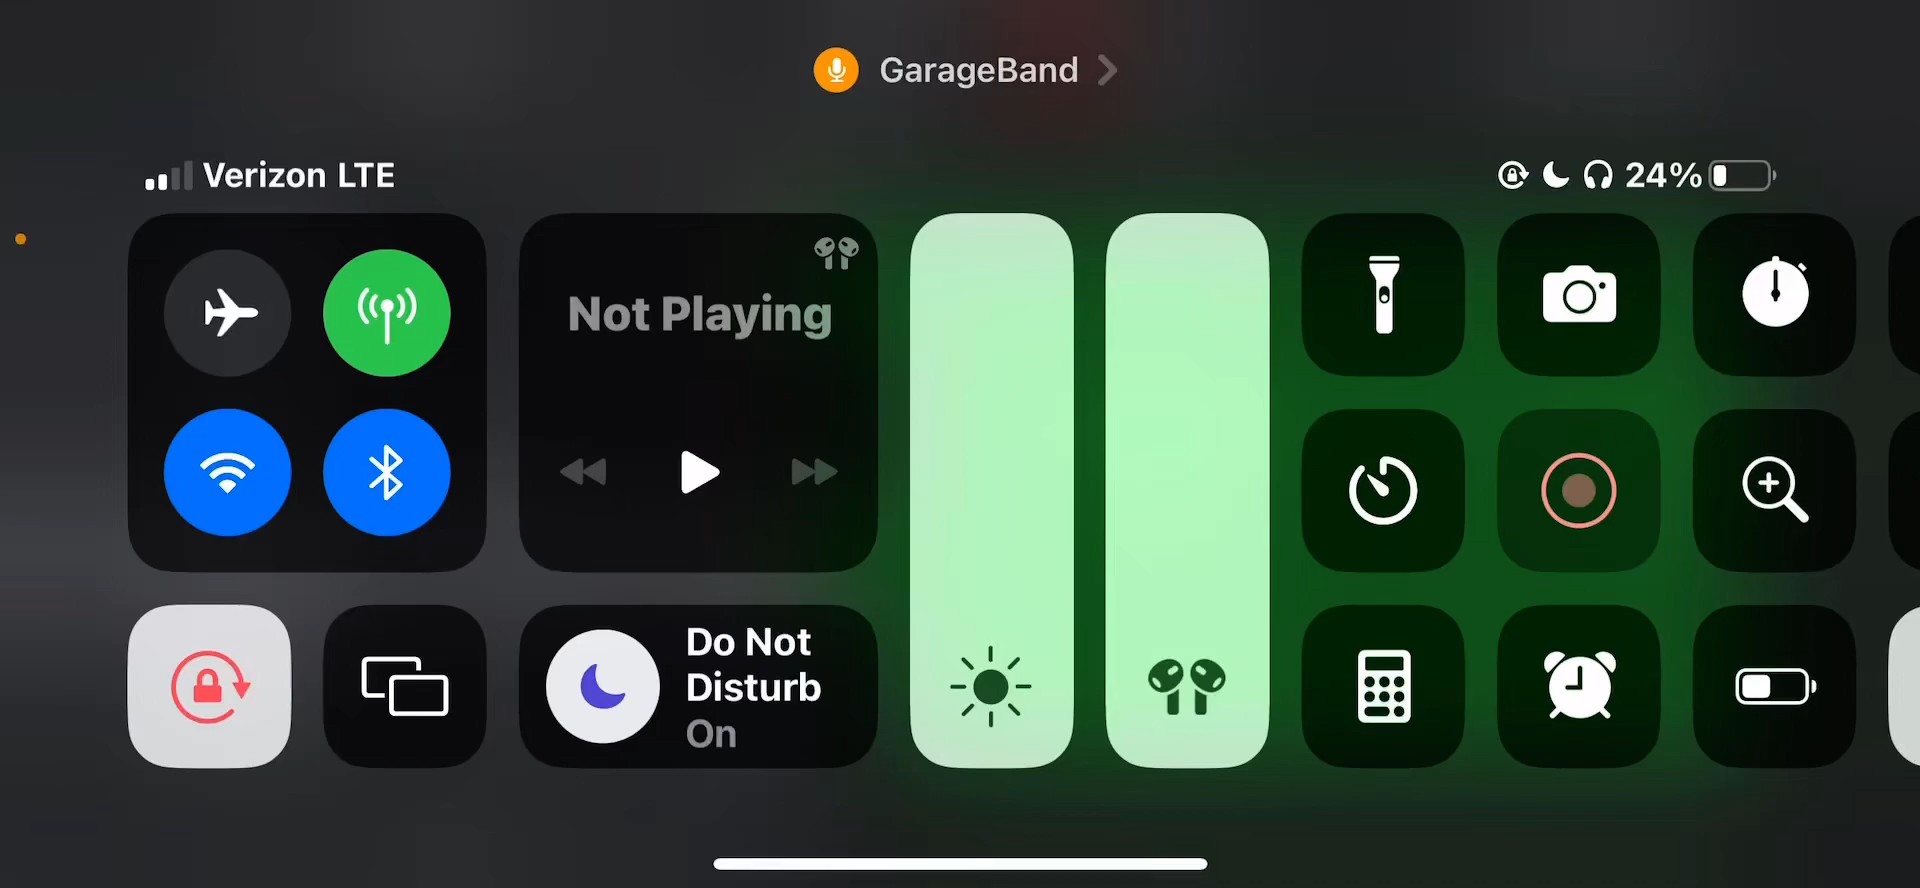 GarageBand
Verizon LTE
24%
Not Playing
Do Not
Disturb
On